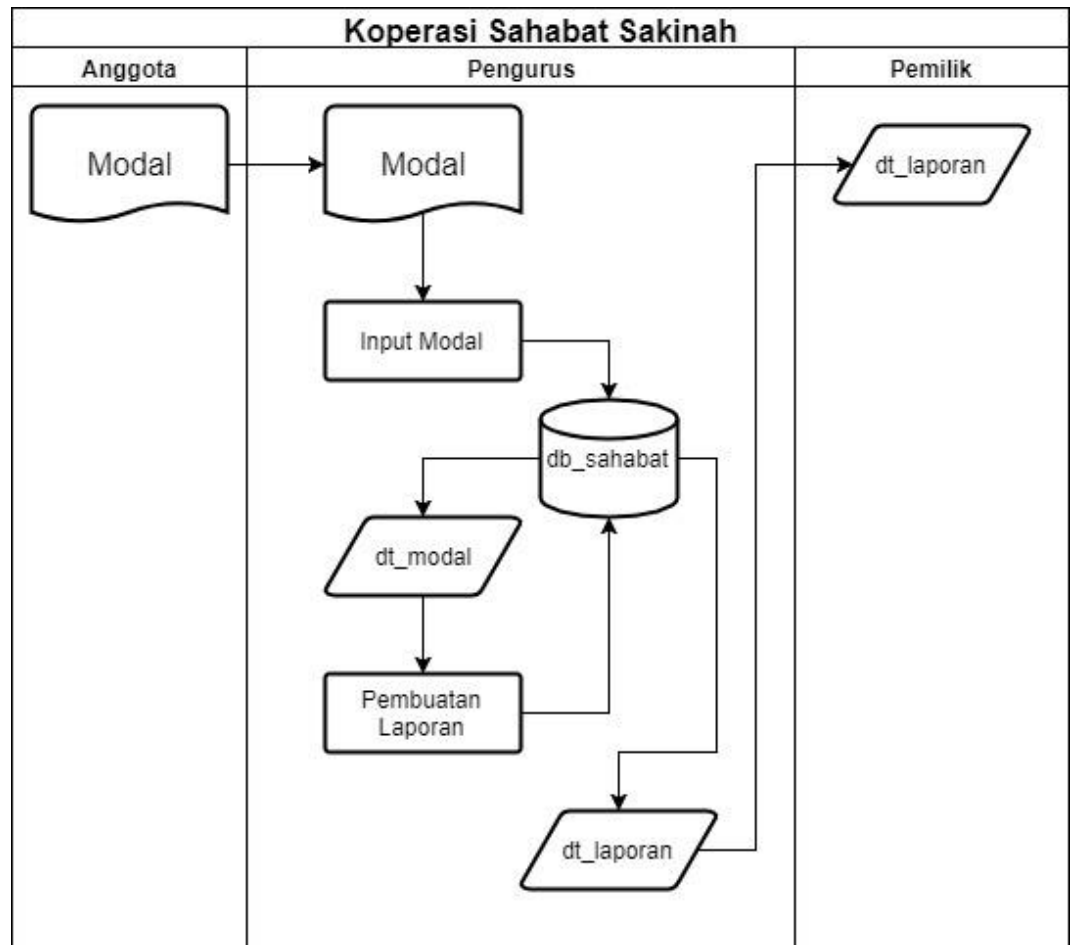 Koperasi Sahabat Sakinah
Anggota
Pengurus
Pemilik
Modal
Modal
dt_laporan
Input Modal
db_sahabat
dt_modal
Pembuatan
Laporan
dt_laporan